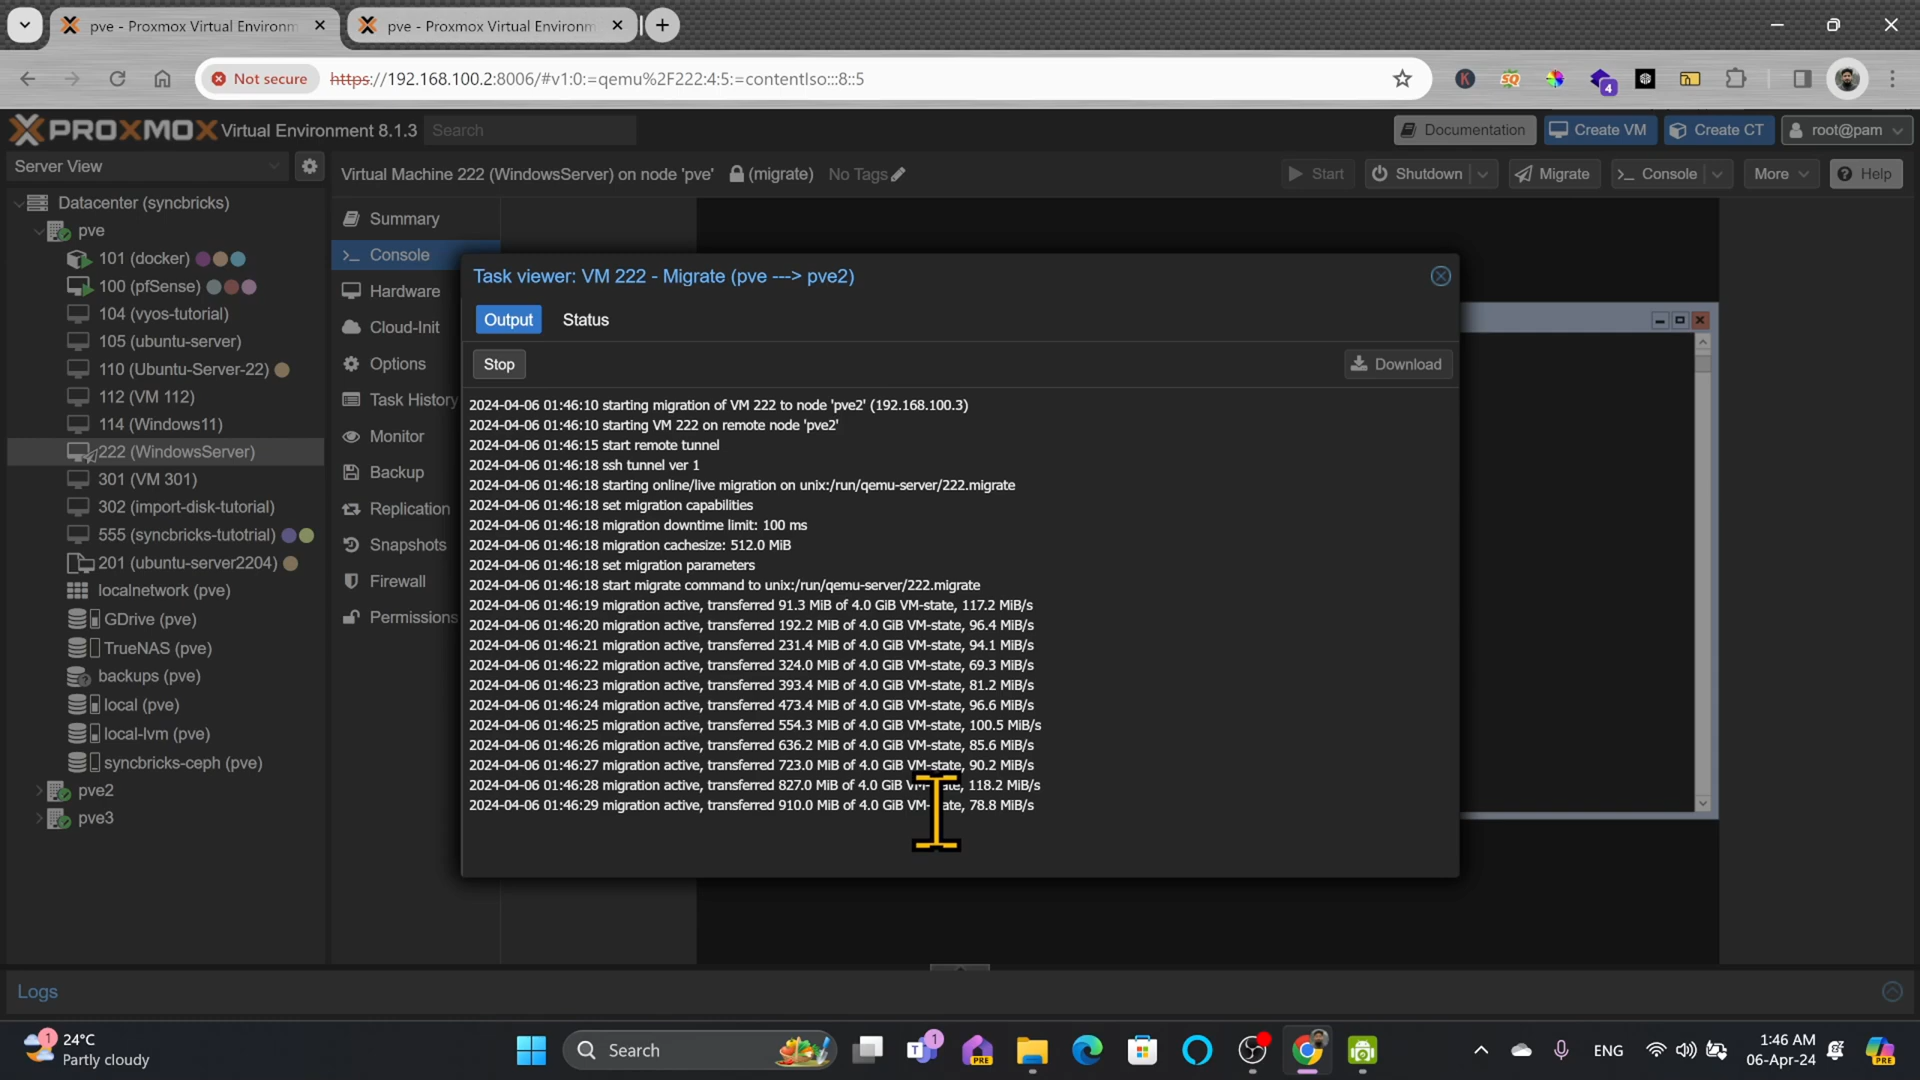 pve - Proxmox Virtual Environm
pve - Proxmox Virtual Environm
Not secure
https://192.168.100.2:8006/#v1:0:=qemu%2F222:4:5:=contentIso:::8::5
K
SQ
4
PROXMOX Virtual Environment 8.1.3
Search
Documentation
Create VM
Create CT
root@pam
Server View
Virtual Machine 222 (WindowsServer) on node 'pve'
(migrate)
No Tags
Start
Shutdown
Migrate
Console
More
Help
Datacenter (syncbricks)
pve
101 (docker)
100 (pfSense)
104 (vyos-tutorial)
105 (ubuntu-server)
110 (Ubuntu-Server-22)
112 (VM 112)
114 (Windows11)
222 (WindowsServer)
301 (VM 301)
302 (import-disk-tutorial)
555 (syncbricks-tutotrial)
201 (ubuntu-server2204)
localnetwork (pve)
GDrive (pve)
TrueNAS (pve)
backups (pve)
local (pve)
local-lvm (pve)
syncbricks-ceph (pve)
pve2
pve3
Summary
Console
Hardware
Cloud-Init
Options
Task History
Monitor
Backup
Replication
Snapshots
Firewall
Permissions
Task viewer: VM 222 - Migrate (pve ---> pve2)
Output
Status
Stop
Download
2024-04-06 01:46:10 starting migration of VM 222 to node 'pve2' (192.168.100.3)
2024-04-06 01:46:10 starting VM 222 on remote node 'pve2'
2024-04-06 01:46:15 start remote tunnel
2024-04-06 01:46:18 ssh tunnel ver 1
2024-04-06 01:46:18 starting online/live migration on unix:/run/qemu-server/222.migrate
2024-04-06 01:46:18 set migration capabilities
2024-04-06 01:46:18 migration downtime limit: 100 ms
2024-04-06 01:46:18 migration cachesize: 512.0 MiB
2024-04-06 01:46:18 set migration parameters
2024-04-06 01:46:18 start migrate command to unix:/run/qemu-server/222.migrate
2024-04-06 01:46:19 migration active, transferred 91.3 MiB of 4.0 GiB VM-state, 117.2 MiB/s
2024-04-06 01:46:20 migration active, transferred 192.2 MiB of 4.0 GiB VM-state, 96.4 MiB/s
2024-04-06 01:46:21 migration active, transferred 231.4 MiB of 4.0 GiB VM-state, 94.1 MiB/s
2024-04-06 01:46:22 migration active, transferred 324.0 MiB of 4.0 GiB VM-state, 69.3 MiB/s
2024-04-06 01:46:23 migration active, transferred 393.4 MiB of 4.0 GiB VM-state, 81.2 MiB/s
2024-04-06 01:46:24 migration active, transferred 473.4 MiB of 4.0 GiB VM-state, 96.6 MiB/s
2024-04-06 01:46:25 migration active, transferred 554.3 MiB of 4.0 GiB VM-state, 100.5 MiB/s
2024-04-06 01:46:26 migration active, transferred 636.2 MiB of 4.0 GiB VM-state, 85.6 MiB/s
2024-04-06 01:46:27 migration active, transferred 723.0 MiB of 4.0 GiB VM-state, 90.2 MiB/s
2024-04-06 01:46:28 migration active, transferred 827.0 MiB of 4.0 GiB VM-state, 118.2 MiB/s
2024-04-06 01:46:29 migration active, transferred 910.0 MiB of 4.0 GiB VM-state, 78.8 MiB/s
Logs
1
24°C
Partly cloudy
Search
T
1
PRE
ENG
1:46 AM
06-Apr-24
PRE